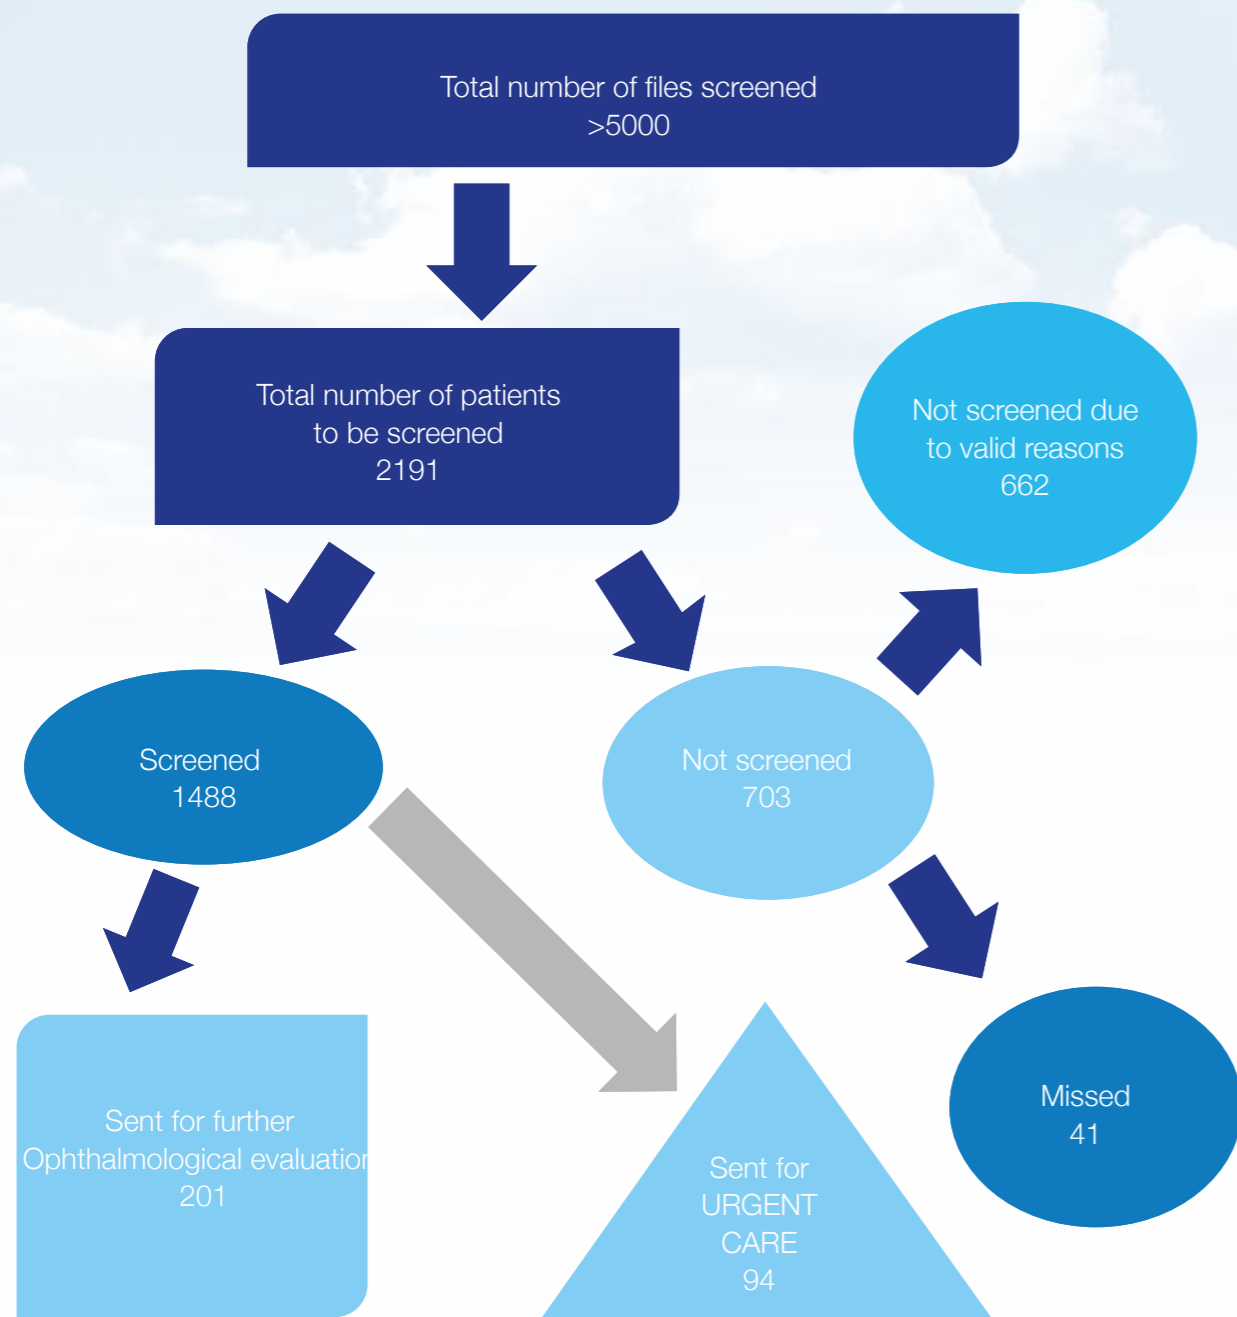 Total number of files screened
>5000
Total number of patients
to be screened
2191
Not screened due
to valid reasons
662
Screened
1488
Not screened
703
Sent for further
Ophthalmological evaluation
201
Sent for
URGENT
CARE
94
Missed
41